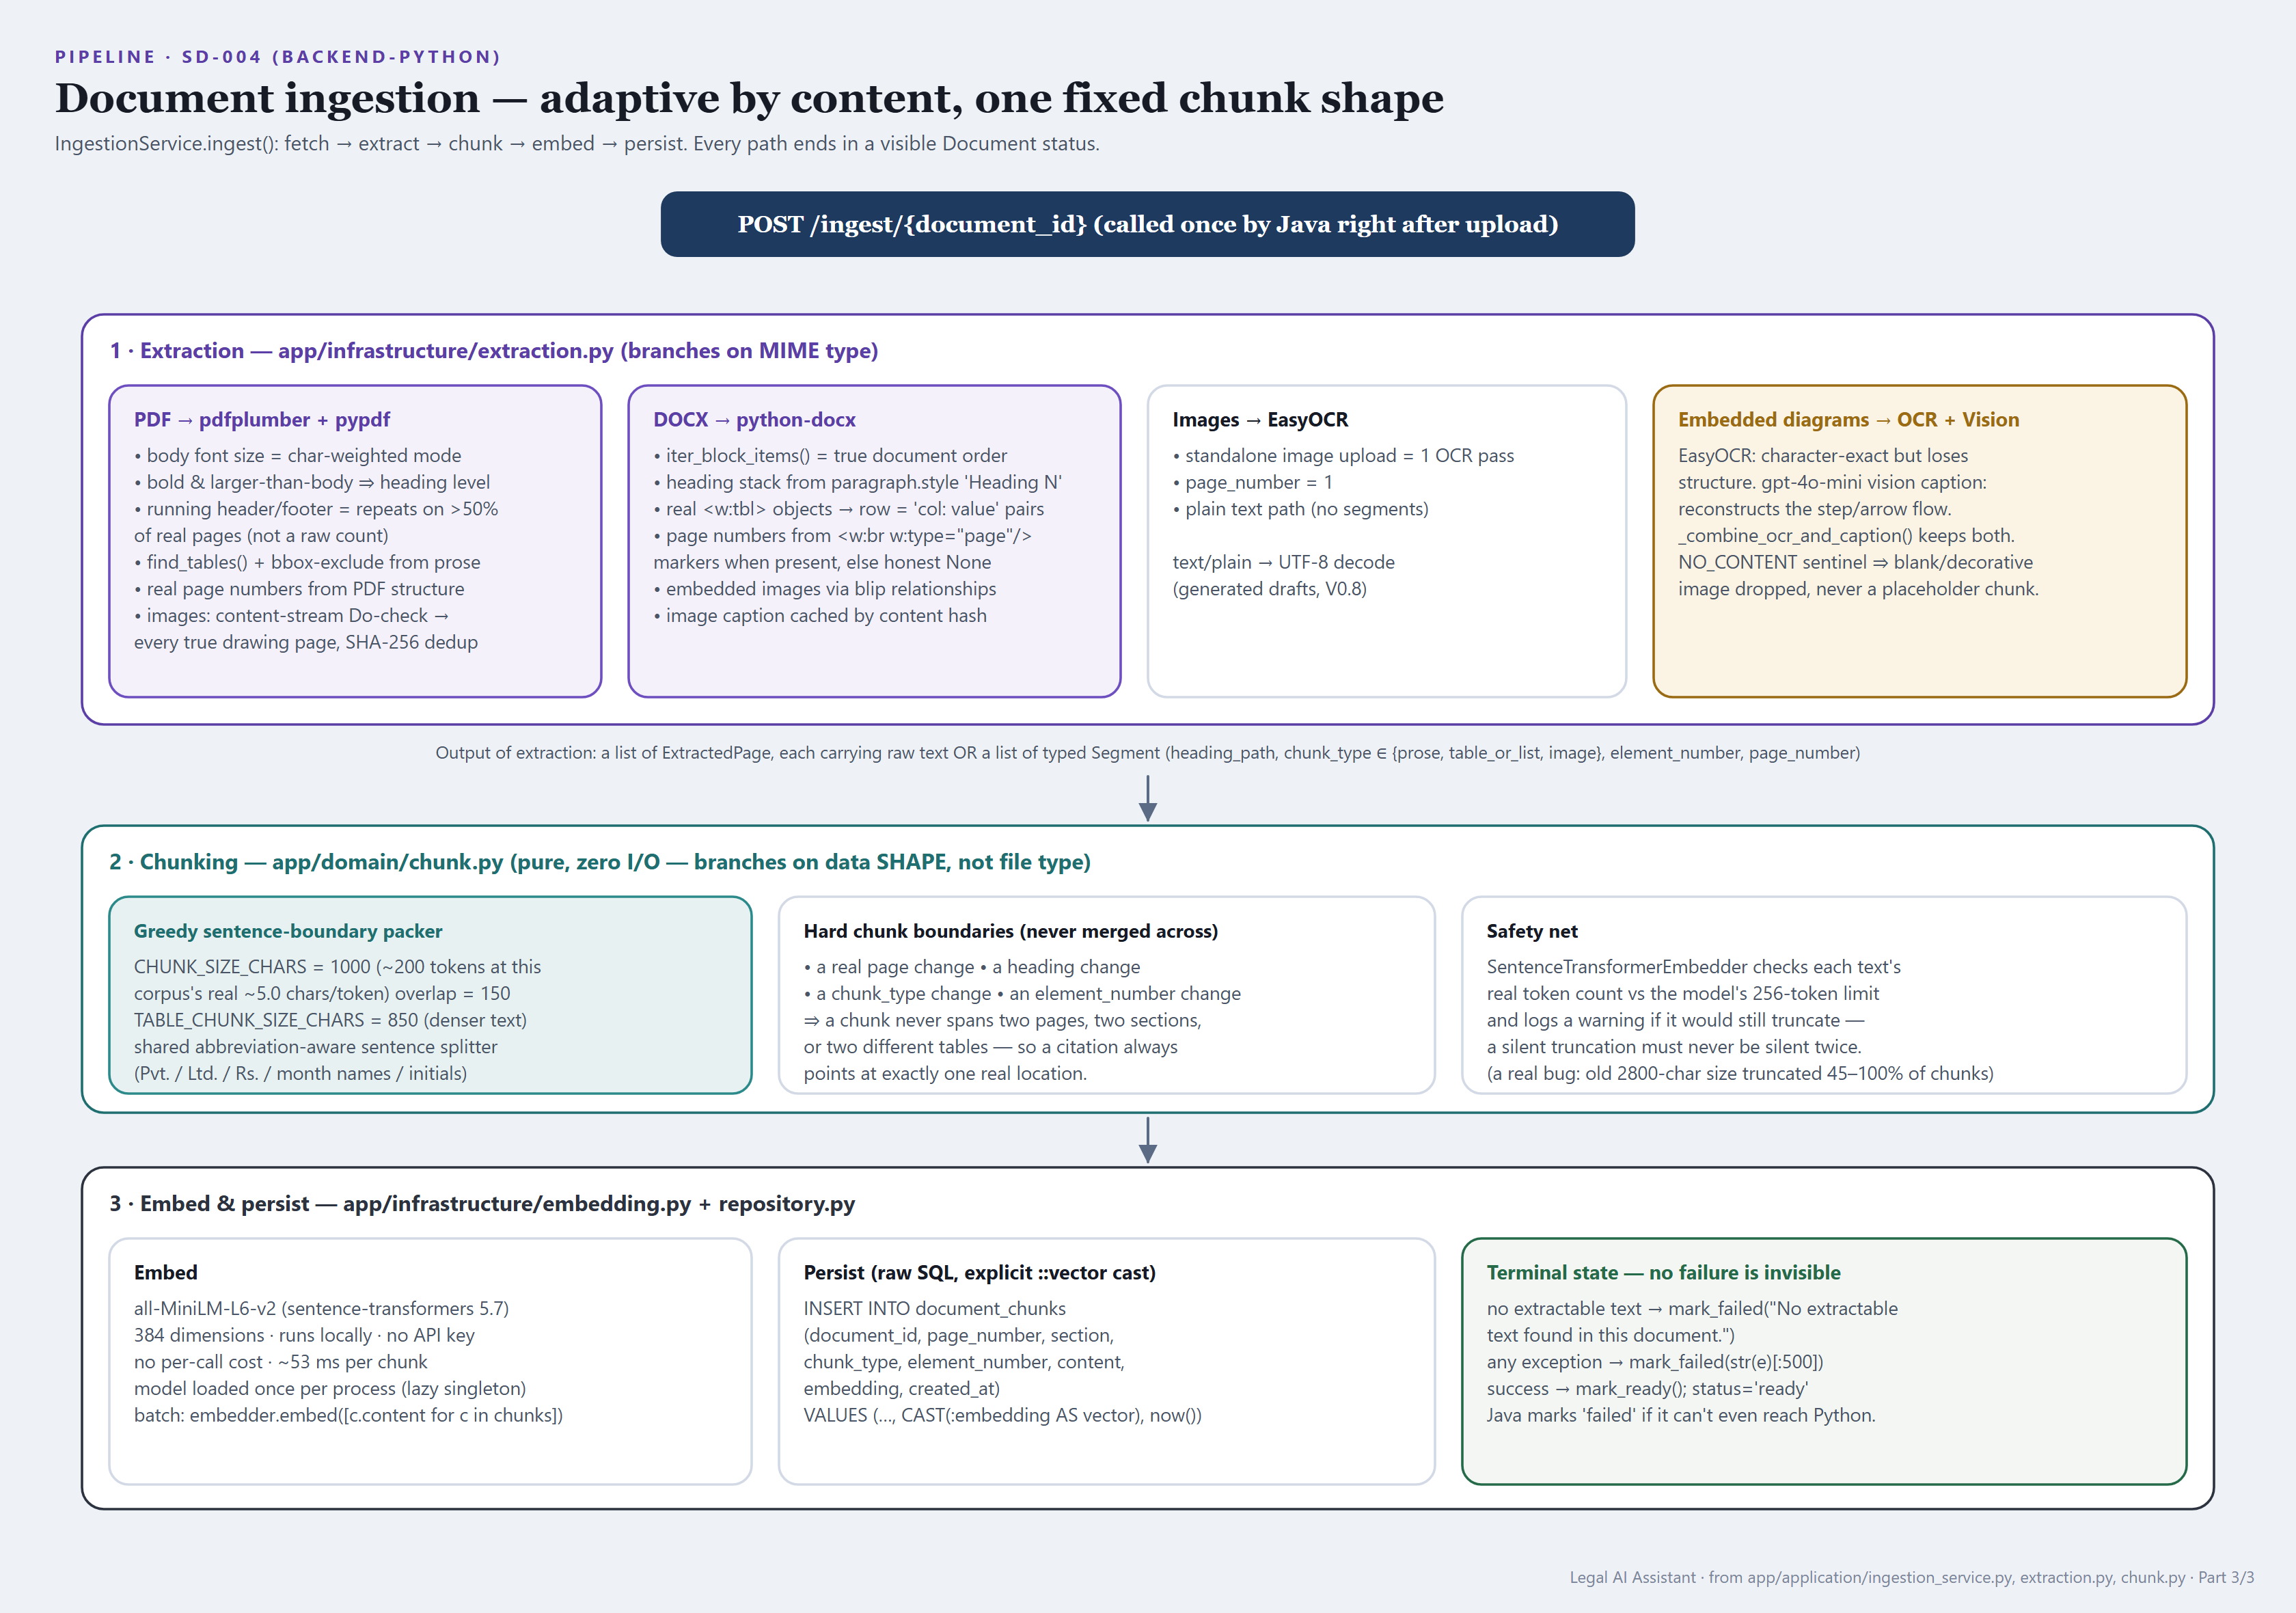 PIPELINE · SD-004 (BACKEND-PYTHON)
Document ingestion — adaptive by content, one fixed chunk shape
IngestionService.ingest(): fetch → extract → chunk → embed → persist. Every path ends in a visible Document status.
POST /ingest/{document_id} (called once by Java right after upload)
1 · Extraction — app/infrastructure/extraction.py (branches on MIME type)
PDF → pdfplumber + pypdf
• body font size = char-weighted mode
• bold & larger-than-body ⇒ heading level
• running header/footer = repeats on >50%
of real pages (not a raw count)
• find_tables() + bbox-exclude from prose
• real page numbers from PDF structure
• images: content-stream Do-check →
every true drawing page, SHA-256 dedup
DOCX → python-docx
• iter_block_items() = true document order
• heading stack from paragraph.style 'Heading N'
• real <w:tbl> objects → row = 'col: value' pairs
• page numbers from <w:br w:type="page"/>
markers when present, else honest None
• embedded images via blip relationships
• image caption cached by content hash
Images → EasyOCR
• standalone image upload = 1 OCR pass
• page_number = 1
• plain text path (no segments)
text/plain → UTF-8 decode
(generated drafts, V0.8)
Embedded diagrams → OCR + Vision
EasyOCR: character-exact but loses
structure. gpt-4o-mini vision caption:
reconstructs the step/arrow flow.
_combine_ocr_and_caption() keeps both.
NO_CONTENT sentinel ⇒ blank/decorative
image dropped, never a placeholder chunk.
Output of extraction: a list of ExtractedPage, each carrying raw text OR a list of typed Segment (heading_path, chunk_type ∈ {prose, table_or_list, image}, element_number, page_number)
2 · Chunking — app/domain/chunk.py (pure, zero I/O — branches on data SHAPE, not file type)
Greedy sentence-boundary packer
CHUNK_SIZE_CHARS = 1000 (~200 tokens at this
corpus's real ~5.0 chars/token) overlap = 150
TABLE_CHUNK_SIZE_CHARS = 850 (denser text)
shared abbreviation-aware sentence splitter
(Pvt. / Ltd. / Rs. / month names / initials)
Hard chunk boundaries (never merged across)
• a real page change • a heading change
• a chunk_type change • an element_number change
⇒ a chunk never spans two pages, two sections,
or two different tables — so a citation always
points at exactly one real location.
Safety net
SentenceTransformerEmbedder checks each text's
real token count vs the model's 256-token limit
and logs a warning if it would still truncate —
a silent truncation must never be silent twice.
(a real bug: old 2800-char size truncated 45–100% of chunks)
3 · Embed & persist — app/infrastructure/embedding.py + repository.py
Embed
all-MiniLM-L6-v2 (sentence-transformers 5.7)
384 dimensions · runs locally · no API key
no per-call cost · ~53 ms per chunk
model loaded once per process (lazy singleton)
batch: embedder.embed([c.content for c in chunks])
Persist (raw SQL, explicit ::vector cast)
INSERT INTO document_chunks
(document_id, page_number, section,
chunk_type, element_number, content,
embedding, created_at)
VALUES (..., CAST(:embedding AS vector), now())
Terminal state — no failure is invisible
no extractable text → mark_failed("No extractable
text found in this document.")
any exception → mark_failed(str(e)[:500])
success → mark_ready(); status='ready'
Java marks 'failed' if it can't even reach Python.
Legal AI Assistant · from app/application/ingestion_service.py, extraction.py, chunk.py · Part 3/3